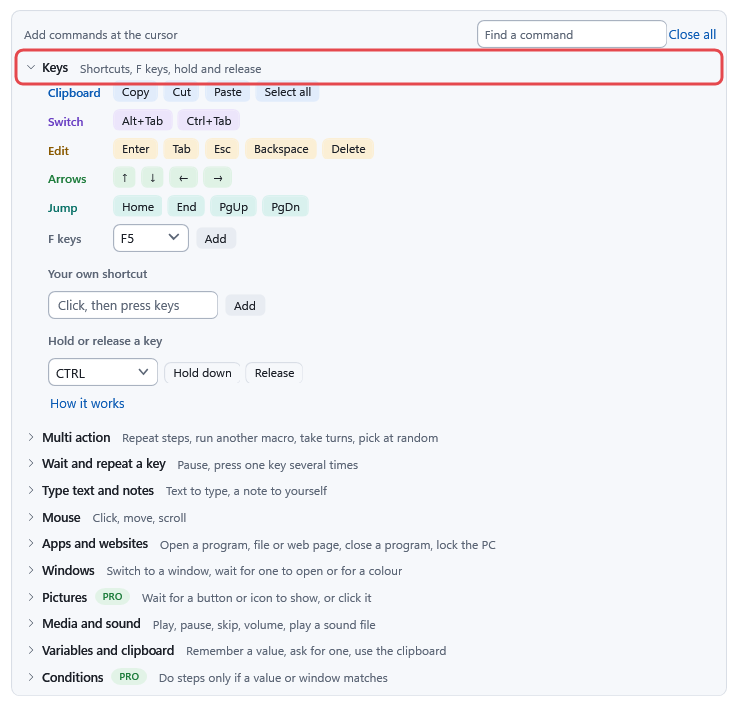 Add commands at the cursor Find a command Close all
Keys Shortcuts, F keys, hold and release
Clipboard Copy Cut Paste Select all
Switch Alt+Tab Ctrl+Tab
Edit Enter Tab Esc Backspace Delete
Arrows ↑ ↓ ← →
Jump Home End PgUp PgDn
F keys F5 Add
Your own shortcut
Click, then press keys Add
Hold or release a key
CTRL Hold down Release
How it works
Multi action Repeat steps, run another macro, take turns, pick at random
Wait and repeat a key Pause, press one key several times
Type text and notes Text to type, a note to yourself
Mouse Click, move, scroll
Apps and websites Open a program, file or web page, close a program, lock the PC
Windows Switch to a window, wait for one to open or for a colour
Pictures PRO Wait for a button or icon to show, or click it
Media and sound Play, pause, skip, volume, play a sound file
Variables and clipboard Remember a value, ask for one, use the clipboard
Conditions PRO Do steps only if a value or window matches